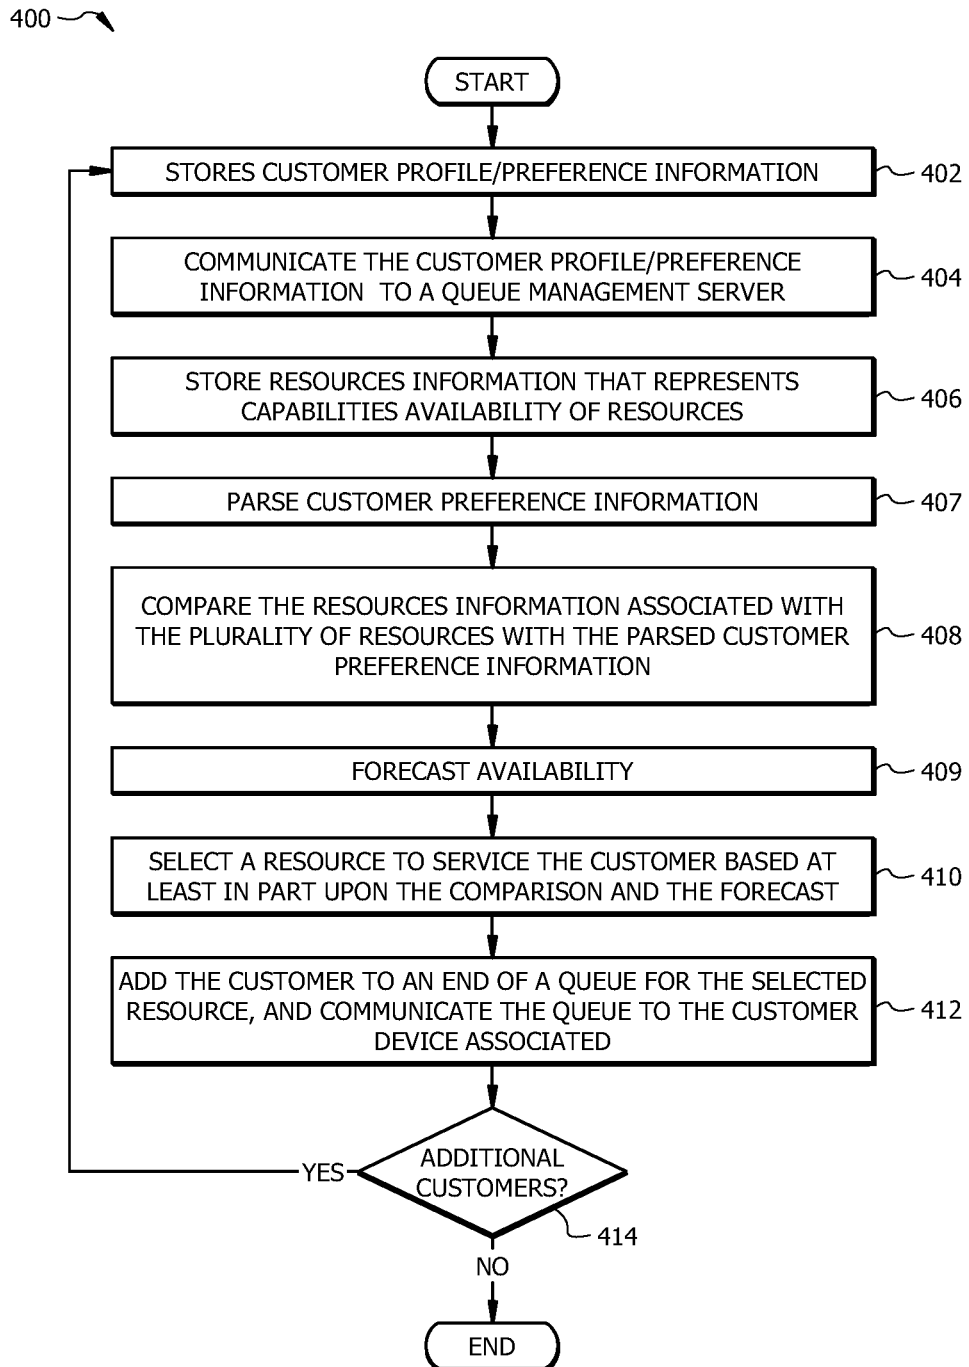 400
START
STORES CUSTOMER PROFILE/PREFERENCE INFORMATION
402
COMMUNICATE THE CUSTOMER PROFILE/PREFERENCE
INFORMATION TO A QUEUE MANAGEMENT SERVER
404
STORE RESOURCES INFORMATION THAT REPRESENTS
CAPABILITIES AVAILABILITY OF RESOURCES
406
PARSE CUSTOMER PREFERENCE INFORMATION
407
COMPARE THE RESOURCES INFORMATION ASSOCIATED WITH
THE PLURALITY OF RESOURCES WITH THE PARSED CUSTOMER
PREFERENCE INFORMATION
408
FORECAST AVAILABILITY
409
SELECT A RESOURCE TO SERVICE THE CUSTOMER BASED AT
LEAST IN PART UPON THE COMPARISON AND THE FORECAST
410
ADD THE CUSTOMER TO AN END OF A QUEUE FOR THE SELECTED
RESOURCE, AND COMMUNICATE THE QUEUE TO THE CUSTOMER
DEVICE ASSOCIATED
412
ADDITIONAL
CUSTOMERS?
YES
414
NO
END